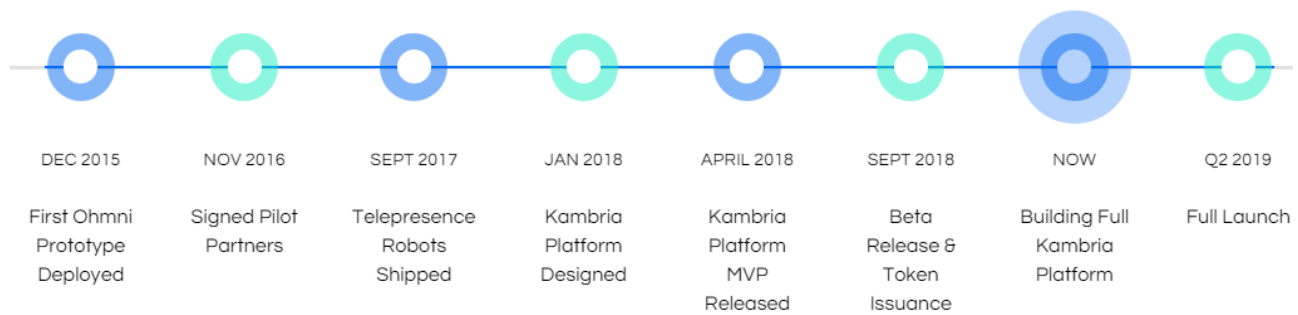 DEC 2015
First Ohmni
Prototype
Deployed
NOV 2016
Signed Pilot
Partners
SEPT 2017
Telepresence
Robots
Shipped
JAN 2018
Kambria
Platform
Designed
APRIL 2018
Kambria
Platform
MVP
Released
SEPT 2018
Beta
Release &
Token
Issuance
NOW
Building Full
Kambria
Platform
Q2 2019
Full Launch